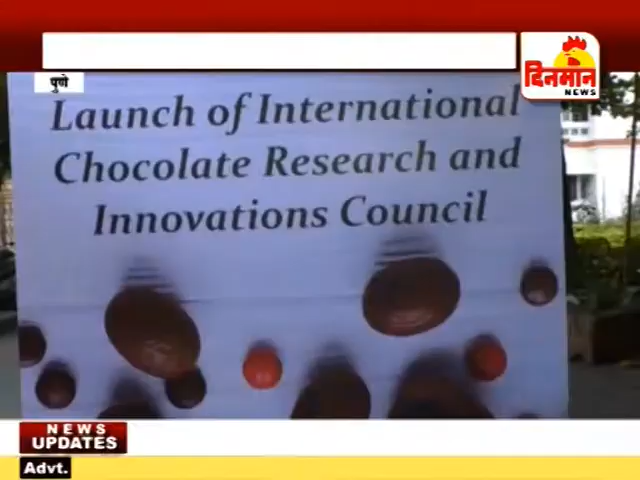 दिनमान
NEWS
पुणे
Launch of International
Chocolate Research and
Innovations Council
NEWS
UPDATES
Advt.